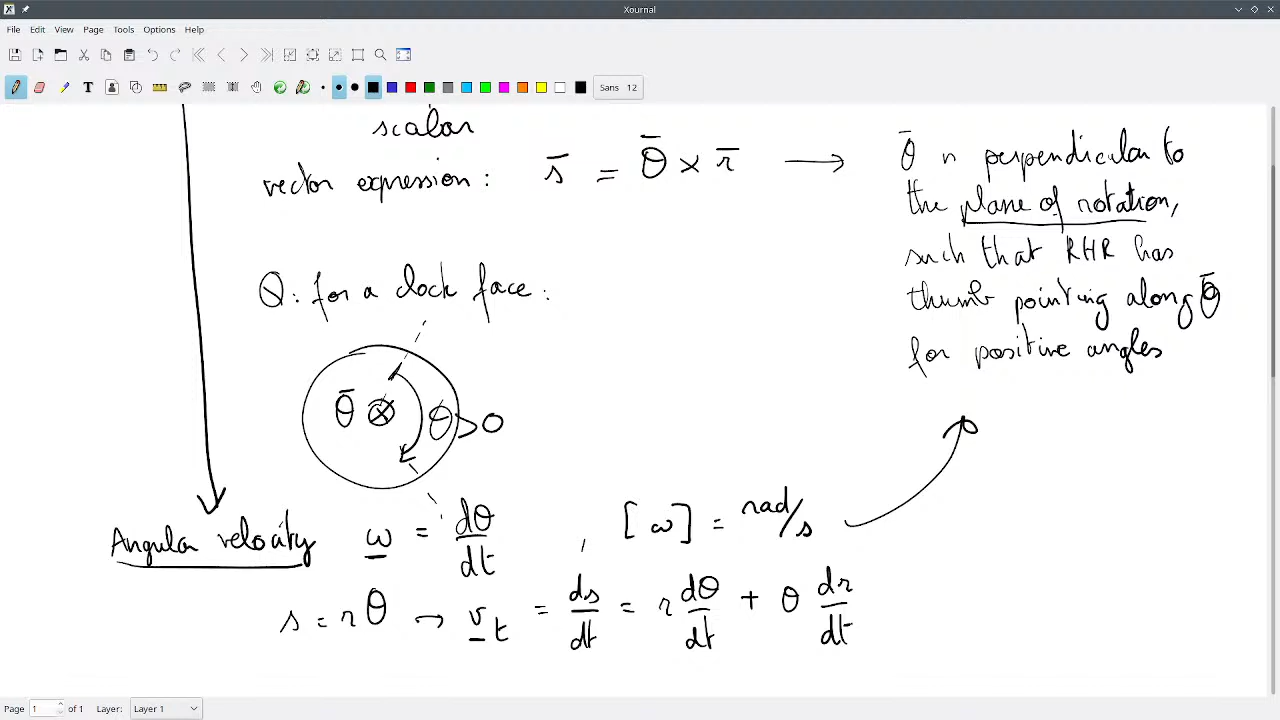 Xournal
File Edit View Page Tools Options Help
T
Sans 12
scalar
vector expression : s̄ = θ̄ × r̄ →
θ̄ is perpendicular to
the plane of rotation,
such that RHR has
thumb pointing along θ̄
for positive angles
Q: for a clock face :
θ̄ ⊗ θ > 0
Angular velocity ω = dθ/dt , [ω] = rad/s
s = rθ → v_t = ds/dt = r dθ/dt + θ dr/dt
Page 1 of 1 Layer: Layer 1